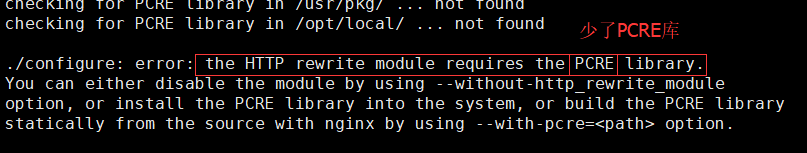 checking for PCRE library in /usr/pkg/ ... not found
checking for PCRE library in /opt/local/ ... not found
少了PCRE库
./configure: error: the HTTP rewrite module requires the PCRE library.
You can either disable the module by using --without-http_rewrite_module
option, or install the PCRE library into the system, or build the PCRE library
statically from the source with nginx by using --with-pcre=<path> option.